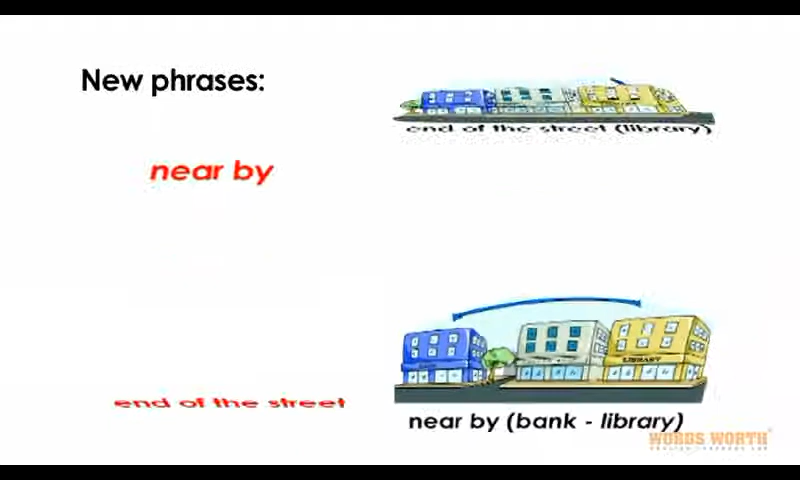 New phrases:
end of the street (library)
near by
LIBRARY
end of the street
near by (bank - library)
WORDS WORTH